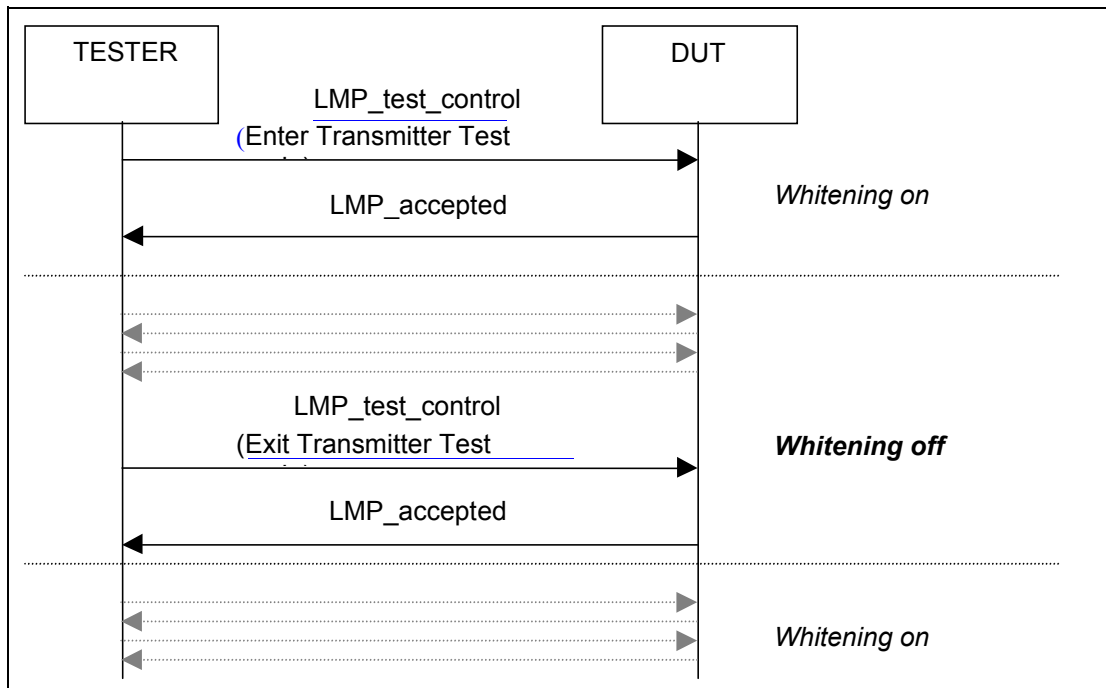 TESTER
DUT
LMP_test_control
(Enter Transmitter Test
Whitening on
LMP_accepted
LMP_test_control
(Exit Transmitter Test
Whitening off
LMP_accepted
Whitening on